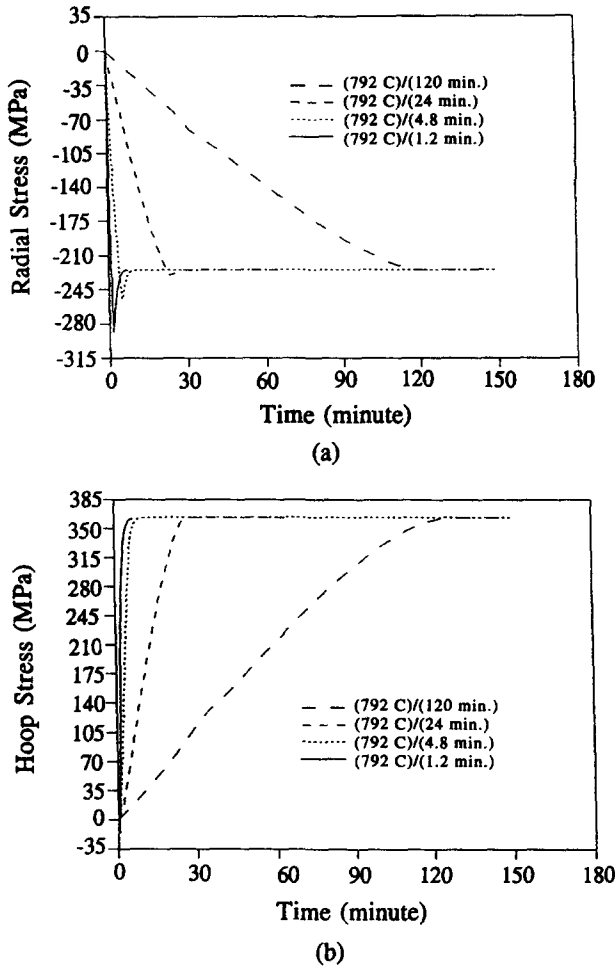 35
0
-35
-70
-105
-140
-175
-210
-245
-280
-315
Radial Stress (MPa)
(792 C)/(120 min.)
(792 C)/(24 min.)
(792 C)/(4.8 min.)
(792 C)/(1.2 min.)
0 30 60 90 120 150 180
Time (minute)
(a)
385
350
315
280
245
210
175
140
105
70
35
0
-35
Hoop Stress (MPa)
(792 C)/(120 min.)
(792 C)/(24 min.)
(792 C)/(4.8 min.)
(792 C)/(1.2 min.)
0 30 60 90 120 150 180
Time (minute)
(b)